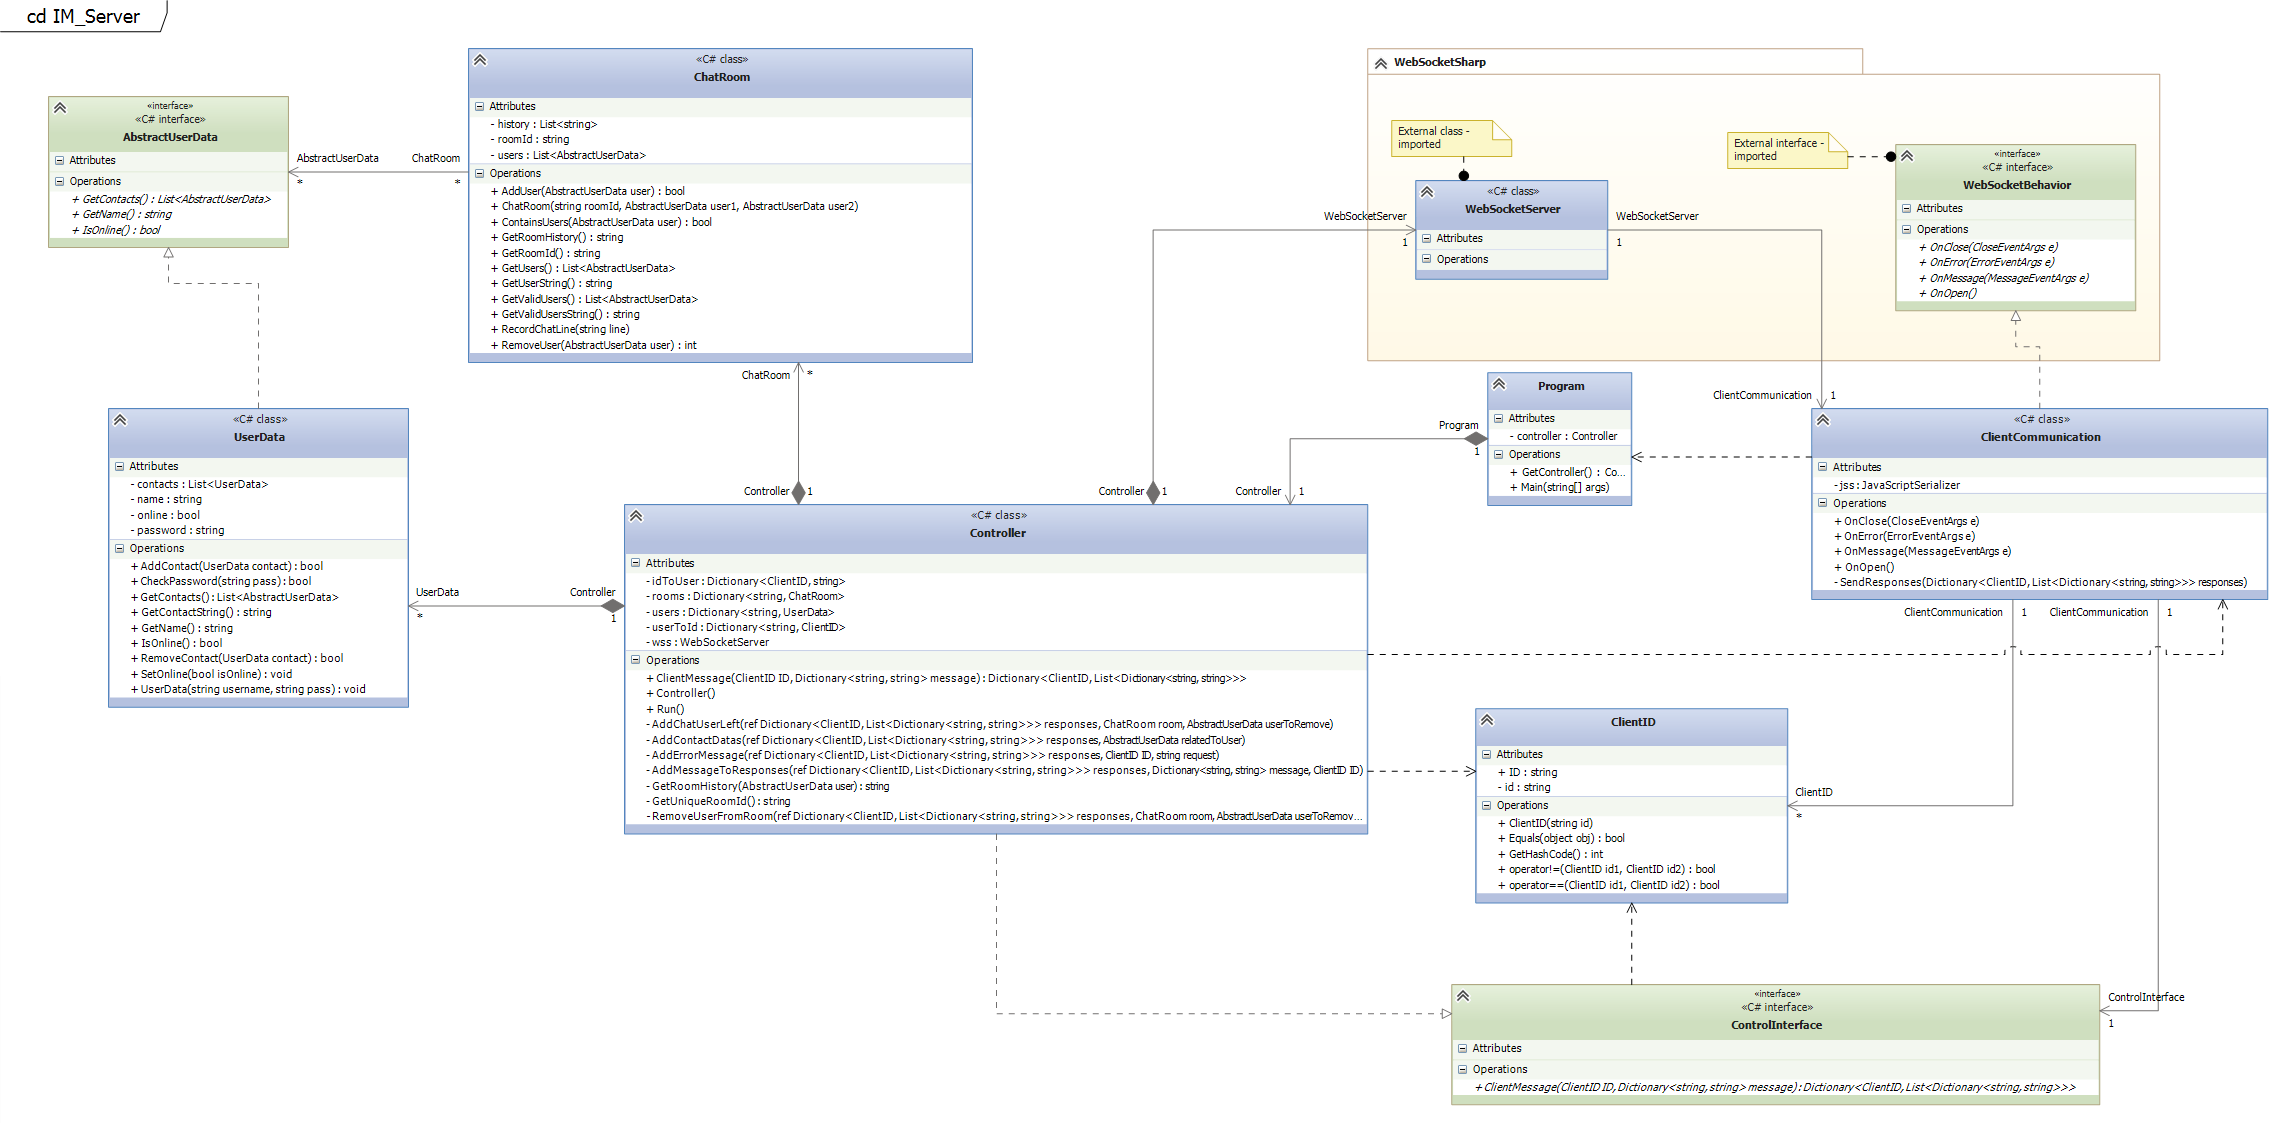 cd IM_Server
«C# class»
ChatRoom
Attributes
- history : List<string>
- roomId : string
- users : List<AbstractUserData>
Operations
+ AddUser(AbstractUserData user) : bool
+ ChatRoom(string roomId, AbstractUserData user1, AbstractUserData user2)
+ ContainsUsers(AbstractUserData user) : bool
+ GetRoomHistory() : string
+ GetRoomId() : string
+ GetUsers() : List<AbstractUserData>
+ GetUserString() : string
+ GetValidUsers() : List<AbstractUserData>
+ GetValidUsersString() : string
+ RecordChatLine(string line)
+ RemoveUser(AbstractUserData user) : int
«interface»
«C# interface»
AbstractUserData
Attributes
Operations
+ GetContacts() : List<AbstractUserData>
+ GetName() : string
+ IsOnline() : bool
AbstractUserData
*
ChatRoom
*
WebSocketSharp
External class -
imported
External interface -
imported
«C# class»
WebSocketServer
Attributes
Operations
«interface»
«C# interface»
WebSocketBehavior
Attributes
Operations
+ OnClose(CloseEventArgs e)
+ OnError(ErrorEventArgs e)
+ OnMessage(MessageEventArgs e)
+ OnOpen()
WebSocketServer
1
WebSocketServer
1
ChatRoom
*
Program
Attributes
- controller : Controller
Operations
+ GetController() : Co...
+ Main(string[] args)
ClientCommunication
1
Program
1
«C# class»
UserData
Attributes
- contacts : List<UserData>
- name : string
- online : bool
- password : string
Operations
+ AddContact(UserData contact) : bool
+ CheckPassword(string pass) : bool
+ GetContacts() : List<AbstractUserData>
+ GetContactString() : string
+ GetName() : string
+ IsOnline() : bool
+ RemoveContact(UserData contact) : bool
+ SetOnline(bool isOnline) : void
+ UserData(string username, string pass) : void
«C# class»
ClientCommunication
Attributes
- jss : JavaScriptSerializer
Operations
+ OnClose(CloseEventArgs e)
+ OnError(ErrorEventArgs e)
+ OnMessage(MessageEventArgs e)
+ OnOpen()
- SendResponses(Dictionary<ClientID, List<Dictionary<string, string>>> responses)
Controller
1
Controller
1
Controller
1
UserData
*
Controller
1
«C# class»
Controller
Attributes
- idToUser : Dictionary<ClientID, string>
- rooms : Dictionary<string, ChatRoom>
- users : Dictionary<string, UserData>
- userToId : Dictionary<string, ClientID>
- wss : WebSocketServer
Operations
+ ClientMessage(ClientID ID, Dictionary<string, string> message) : Dictionary<ClientID, List<Dictionary<string, string>>>
+ Controller()
+ Run()
- AddChatUserLeft(ref Dictionary<ClientID, List<Dictionary<string, string>>> responses, ChatRoom room, AbstractUserData userToRemove)
- AddContactDatas(ref Dictionary<ClientID, List<Dictionary<string, string>>> responses, AbstractUserData relatedToUser)
- AddErrorMessage(ref Dictionary<ClientID, List<Dictionary<string, string>>> responses, ClientID ID, string request)
- AddMessageToResponses(ref Dictionary<ClientID, List<Dictionary<string, string>>> responses, Dictionary<string, string> message, ClientID ID)
- GetRoomHistory(AbstractUserData user) : string
- GetUniqueRoomId() : string
- RemoveUserFromRoom(ref Dictionary<ClientID, List<Dictionary<string, string>>> responses, ChatRoom room, AbstractUserData userToRemov...
ClientCommunication
1
ClientCommunication
1
ClientID
Attributes
+ ID : string
- id : string
Operations
+ ClientID(string id)
+ Equals(object obj) : bool
+ GetHashCode() : int
+ operator!=(ClientID id1, ClientID id2) : bool
+ operator==(ClientID id1, ClientID id2) : bool
ClientID
*
«interface»
«C# interface»
ControlInterface
Attributes
Operations
+ ClientMessage(ClientID ID, Dictionary<string, string> message) : Dictionary<ClientID, List<Dictionary<string, string>>>
ControlInterface
1